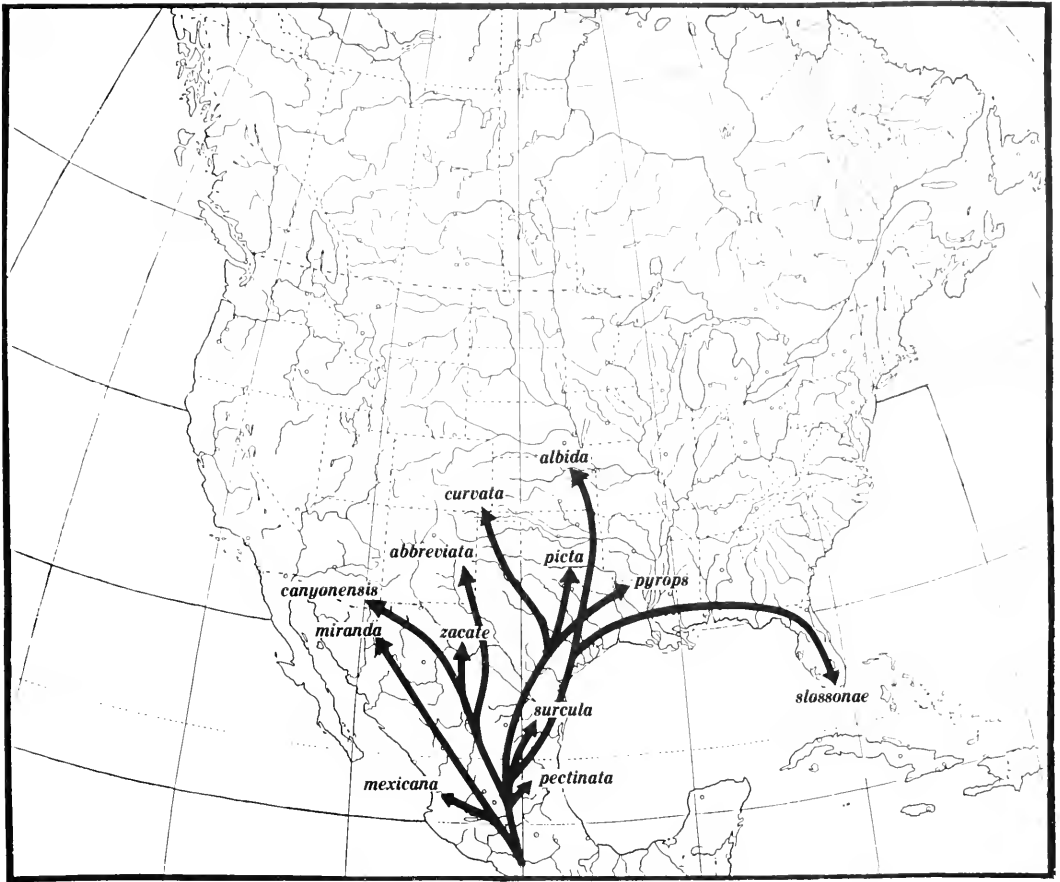 albida
curvata
abbreviata
picta
canyonensis
pyrops
miranda
zacate
slossonae
surcula
mexicana
pectinata